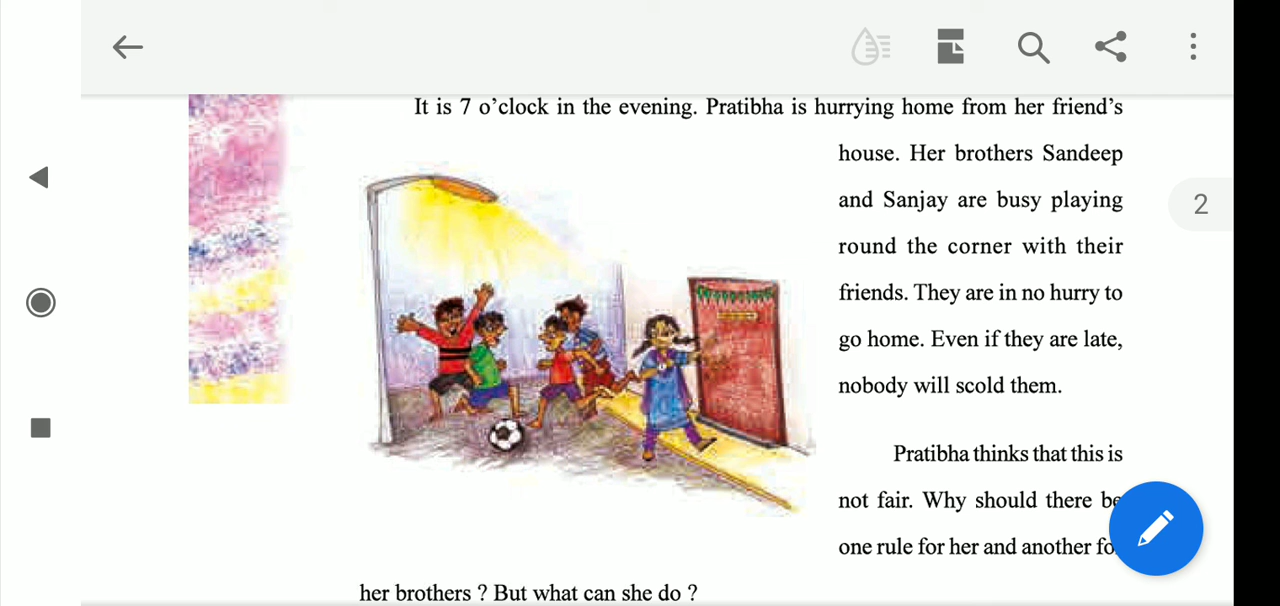 It is 7 o’clock in the evening. Pratibha is hurrying home from her friend’s
house. Her brothers Sandeep
and Sanjay are busy playing
round the corner with their
friends. They are in no hurry to
go home. Even if they are late,
nobody will scold them.
2
Pratibha thinks that this is
not fair. Why should there be
one rule for her and another fo
her brothers ? But what can she do ?